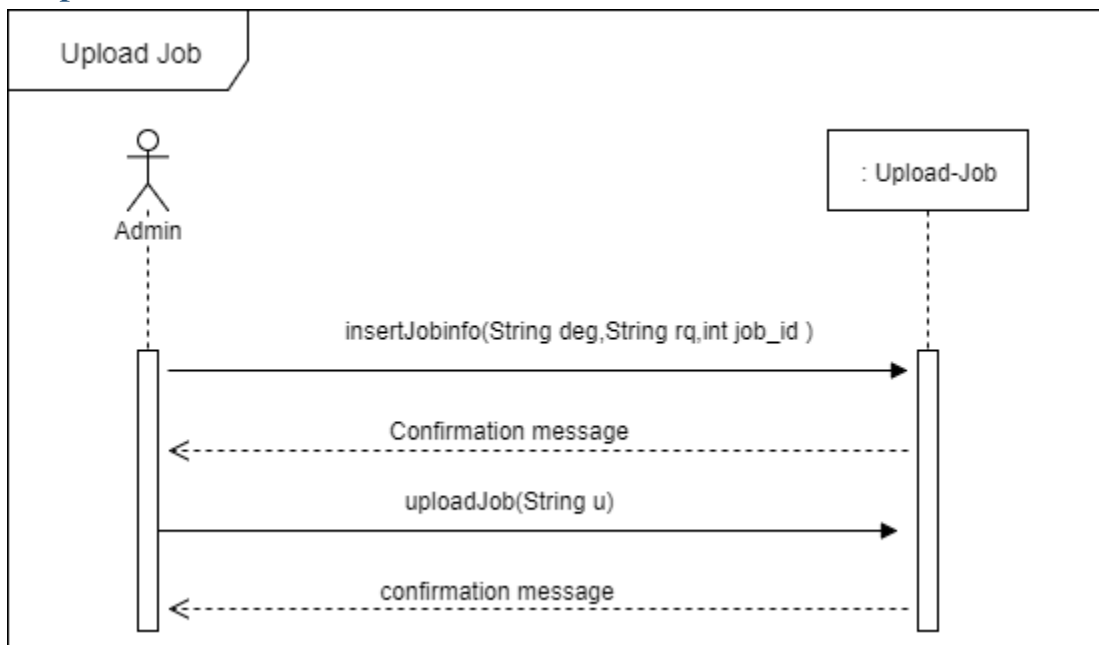 Upload Job
: Upload-Job
Admin
insertJobinfo(String deg,String rq,int job_id )
Confirmation message
uploadJob(String u)
confirmation message